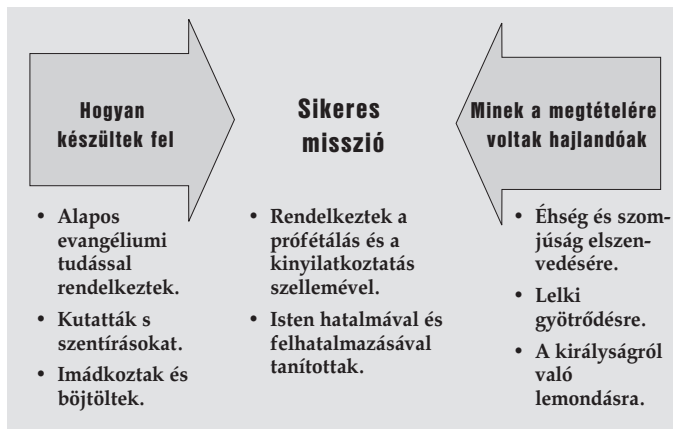 Hogyan
készültek fel
Sikeres
misszió
Minek a megtételére
voltak hajlandóak
• Alapos
evangéliumi
tudással
rendelkeztek.
• Kutatták s
szentírásokat.
• Imádkoztak és
böjtöltek.
• Rendelkeztek a
prófétálás és a
kinyilatkoztatás
szellemével.
• Isten hatalmával és
felhatalmazásával
tanítottak.
• Éhség és szom-
júság elszen-
vedésére.
• Lelki
gyötrődésre.
• A királyságról
való
lemondásra.